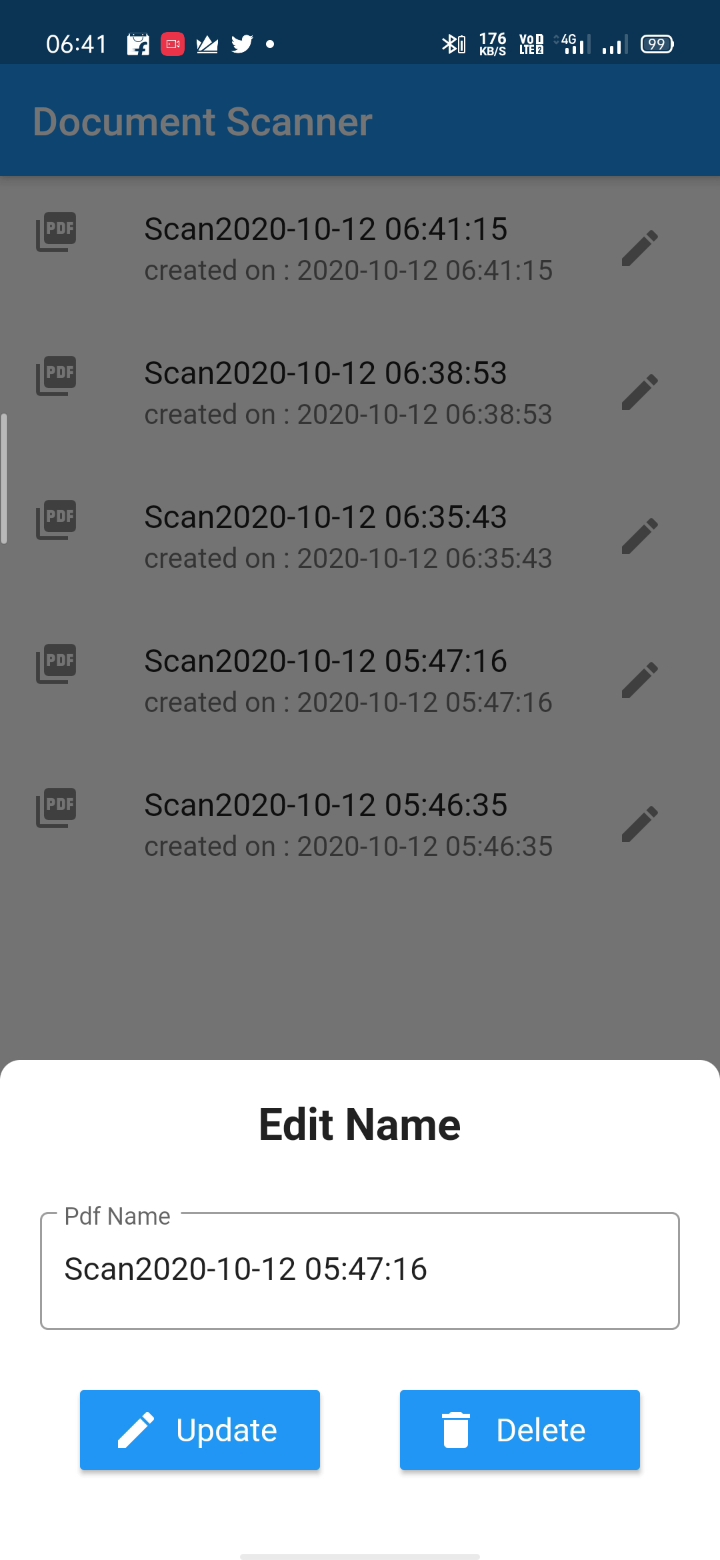 06:41
176 KB/S VoD LTE2 4G 99
Document Scanner
PDF
Scan2020-10-12 06:41:15
created on : 2020-10-12 06:41:15
PDF
Scan2020-10-12 06:38:53
created on : 2020-10-12 06:38:53
PDF
Scan2020-10-12 06:35:43
created on : 2020-10-12 06:35:43
PDF
Scan2020-10-12 05:47:16
created on : 2020-10-12 05:47:16
PDF
Scan2020-10-12 05:46:35
created on : 2020-10-12 05:46:35
Edit Name
Pdf Name
Scan2020-10-12 05:47:16
Update
Delete